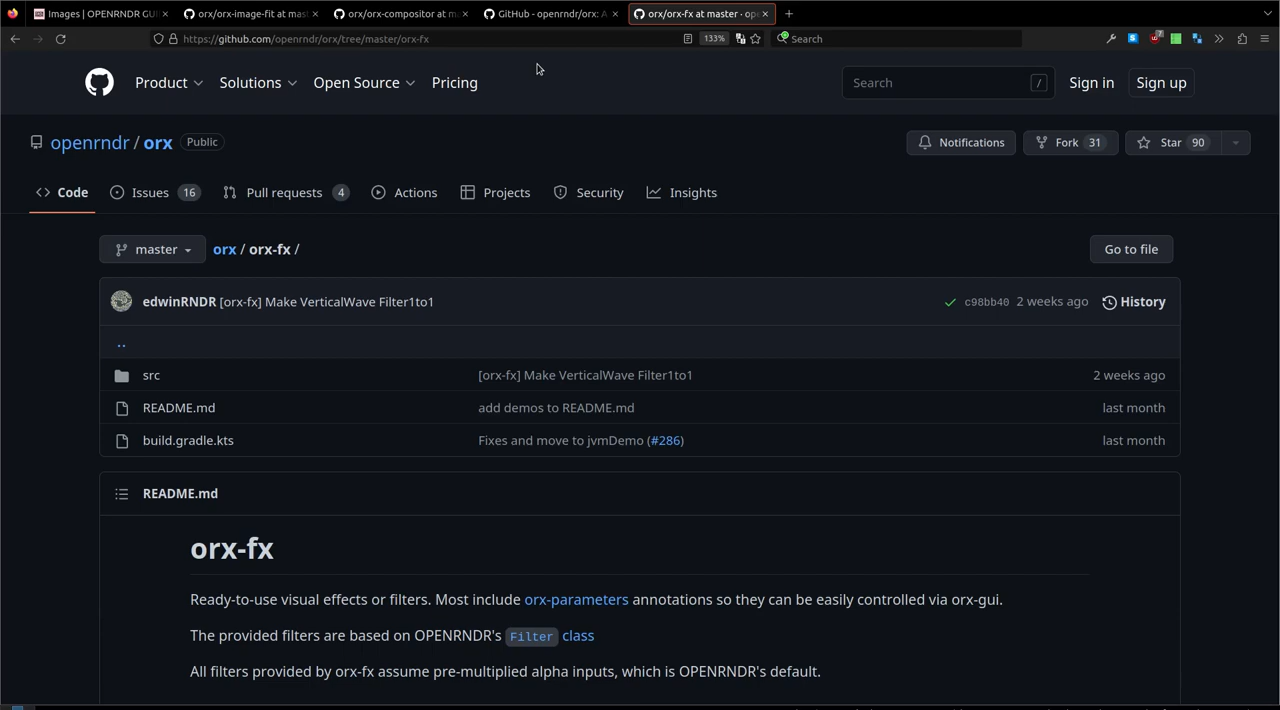 Images | OPENRNDR GUI
orx/orx-image-fit at mast
orx/orx-compositor at ma
GitHub - openrndr/orx: A
orx/orx-fx at master · ope
https://github.com/openrndr/orx/tree/master/orx-fx
133%
7
Search
Product
Solutions
Open Source
Pricing
Search
/
Sign in
Sign up
openrndr / orx
Public
Notifications
Fork 31
Star 90
Code
Issues 16
Pull requests 4
Actions
Projects
Security
Insights
master
orx / orx-fx /
Go to file
edwinRNDR [orx-fx] Make VerticalWave Filter1to1
c98bb40 2 weeks ago
History
..
src
[orx-fx] Make VerticalWave Filter1to1
2 weeks ago
README.md
add demos to README.md
last month
build.gradle.kts
Fixes and move to jvmDemo (#286)
last month
README.md
orx-fx
Ready-to-use visual effects or filters. Most include orx-parameters annotations so they can be easily controlled via orx-gui.
The provided filters are based on OPENRNDR's Filter class
All filters provided by orx-fx assume pre-multiplied alpha inputs, which is OPENRNDR's default.